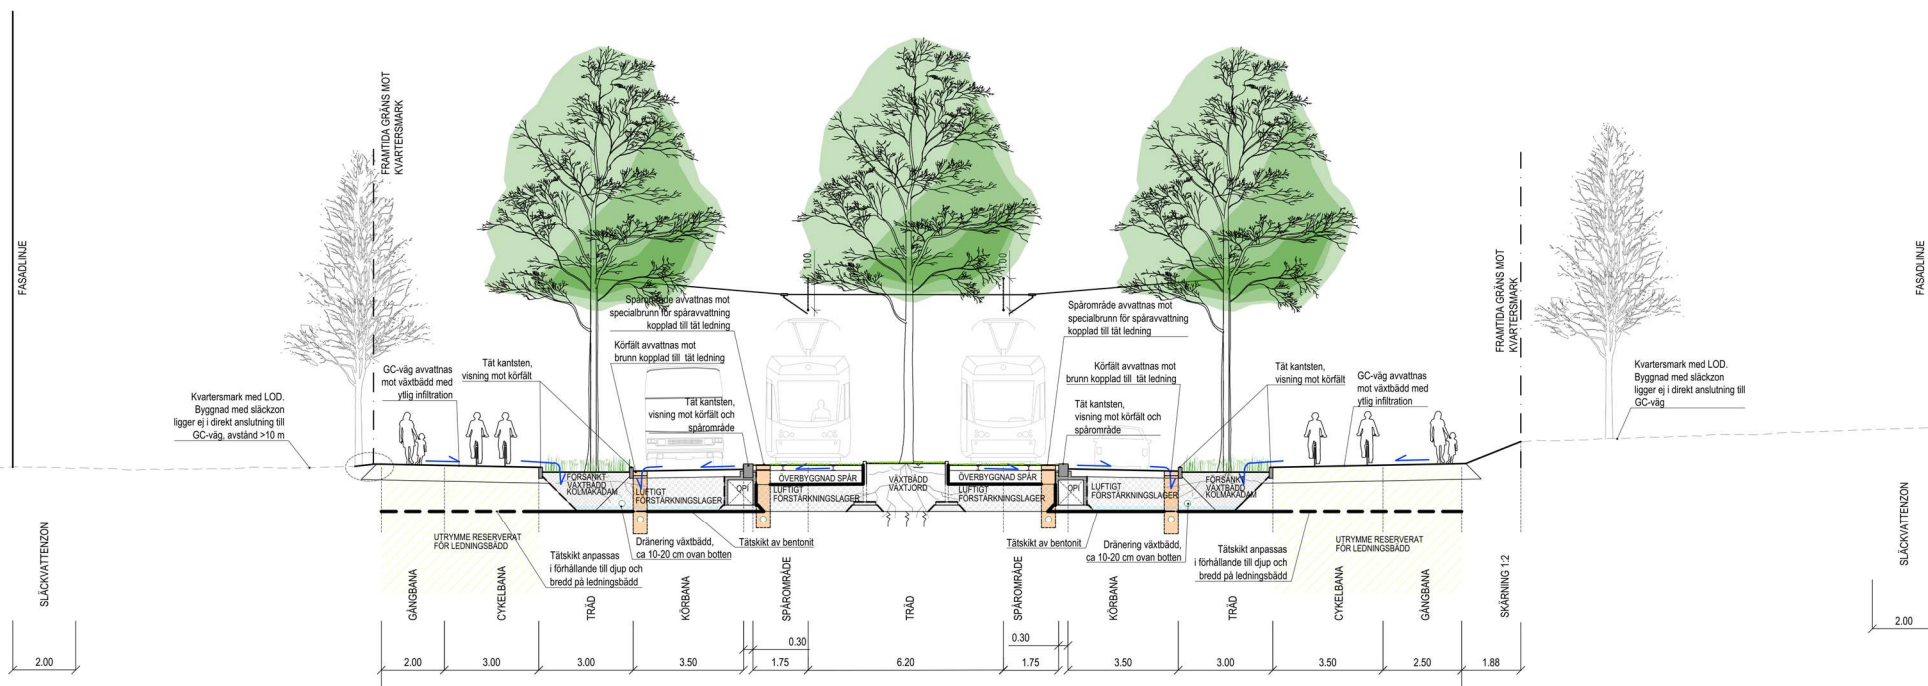 FASADLINJE
SLÄCKVATTENZON
2.00
FRAMTIDA GRÄNS MOT
KVARTERSMARK
Kvartersmark med LOD.
Byggnad med släckzon
ligger ej i direkt anslutning till
GC-väg, avstånd >10 m
GC-väg avvattnas
mot växtbädd med
ytlig infiltration
Tät kantsten,
visning mot körfält
Spårområde avvattnas mot
specialbrunn för spåravvattning
kopplad till tät ledning
Körfält avvattnas mot
brunn kopplad till tät ledning
Tät kantsten,
visning mot körfält och
spårområde
1.00
1.00
Spårområde avvattnas mot
specialbrunn för spåravvattning
kopplad till tät ledning
Körfält avvattnas mot
brunn kopplad till tät ledning
Tät kantsten,
visning mot körfält och
spårområde
Tät kantsten,
visning mot körfält
GC-väg avvattnas
mot växtbädd med
ytlig infiltration
FRAMTIDA GRÄNS MOT
KVARTERSMARK
Kvartersmark med LOD.
Byggnad med släckzon
ligger ej i direkt anslutning till
GC-väg
FASADLINJE
FÖRSÄNKT
VÄXTBÄDD
KOLMAKADAM
LUFTIGT
FÖRSTÄRKNINGSLAGER
OPI
ÖVERBYGGNAD SPÅR
LUFTIGT
FÖRSTÄRKNINGSLAGER
VÄXTBÄDD
VÄXTJORD
ÖVERBYGGNAD SPÅR
LUFTIGT
FÖRSTÄRKNINGSLAGER
OPI
LUFTIGT
FÖRSTÄRKNINGSLAGER
FÖRSÄNKT
VÄXTBÄDD
KOLMAKADAM
UTRYMME RESERVERAT
FÖR LEDNINGSBÄDD
Tätskikt anpassas
i förhållande till djup och
bredd på ledningsbädd
Dränering växtbädd,
ca 10-20 cm ovan botten
Tätskikt av bentonit
Tätskikt av bentonit
Dränering växtbädd,
ca 10-20 cm ovan botten
Tätskikt anpassas
i förhållande till djup och
bredd på ledningsbädd
UTRYMME RESERVERAT
FÖR LEDNINGSBÄDD
GÅNGBANA
CYKELBANA
TRÄD
KÖRBANA
SPÅROMRÅDE
TRÄD
SPÅROMRÅDE
KÖRBANA
TRÄD
CYKELBANA
GÅNGBANA
SKÄRNING 1:2
SLÄCKVATTENZON
2.00
0.30
0.30
2.00
3.00
3.00
3.50
1.75
6.20
1.75
3.50
3.00
3.50
2.50
1.88